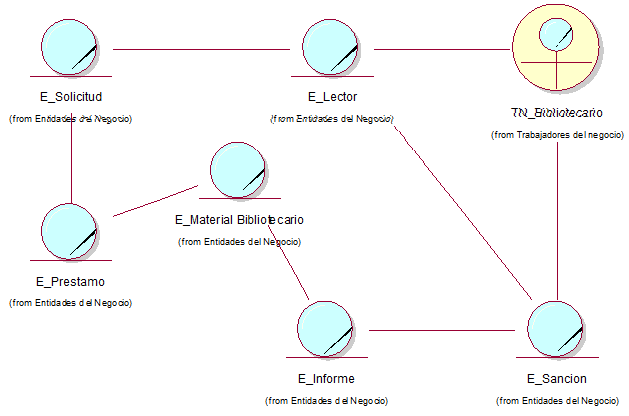 E_Solicitud
(from Entidades del Negocio)
E_Lector
(from Entidades del Negocio)
TN_Bibliotecario
(from Trabajadores del negocio)
E_Material Bibliotecario
(from Entidades del Negocio)
E_Prestamo
(from Entidades del Negocio)
E_Informe
(from Entidades del Negocio)
E_Sancion
(from Entidades del Negocio)